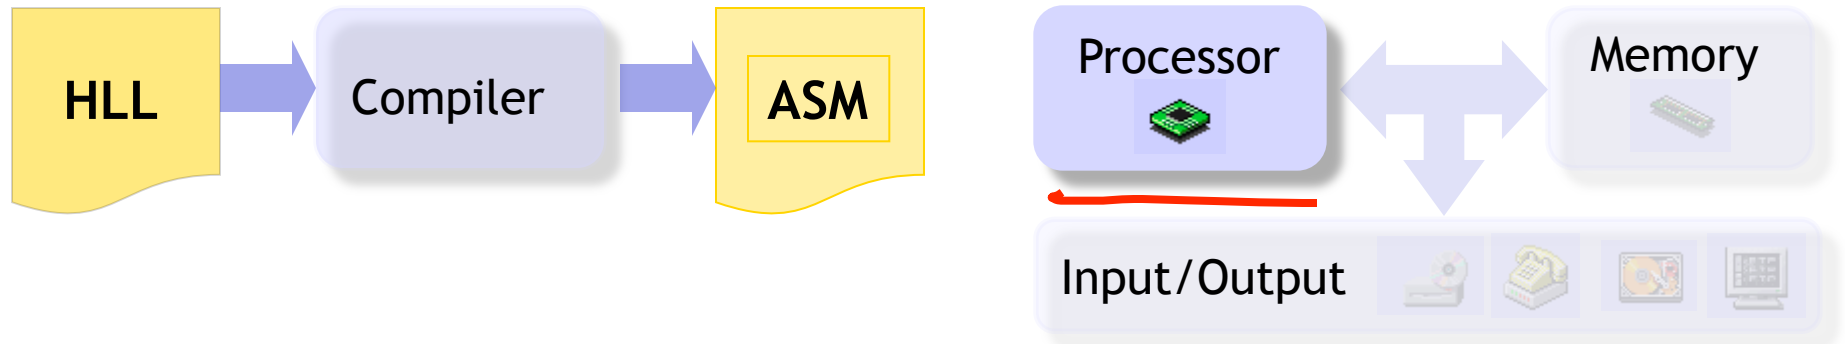 HLL
Compiler
ASM
Processor
Memory
Input/Output